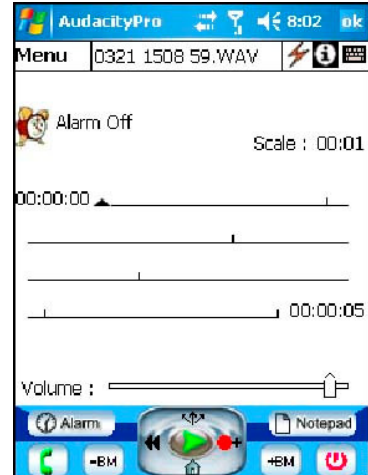 AudacityPro 8:02 ok
Menu 0321 1508 59.WAV
Alarm Off
Scale : 00:01
00:00:00
00:00:05
Volume :
Alarm Notepad
-BM +BM